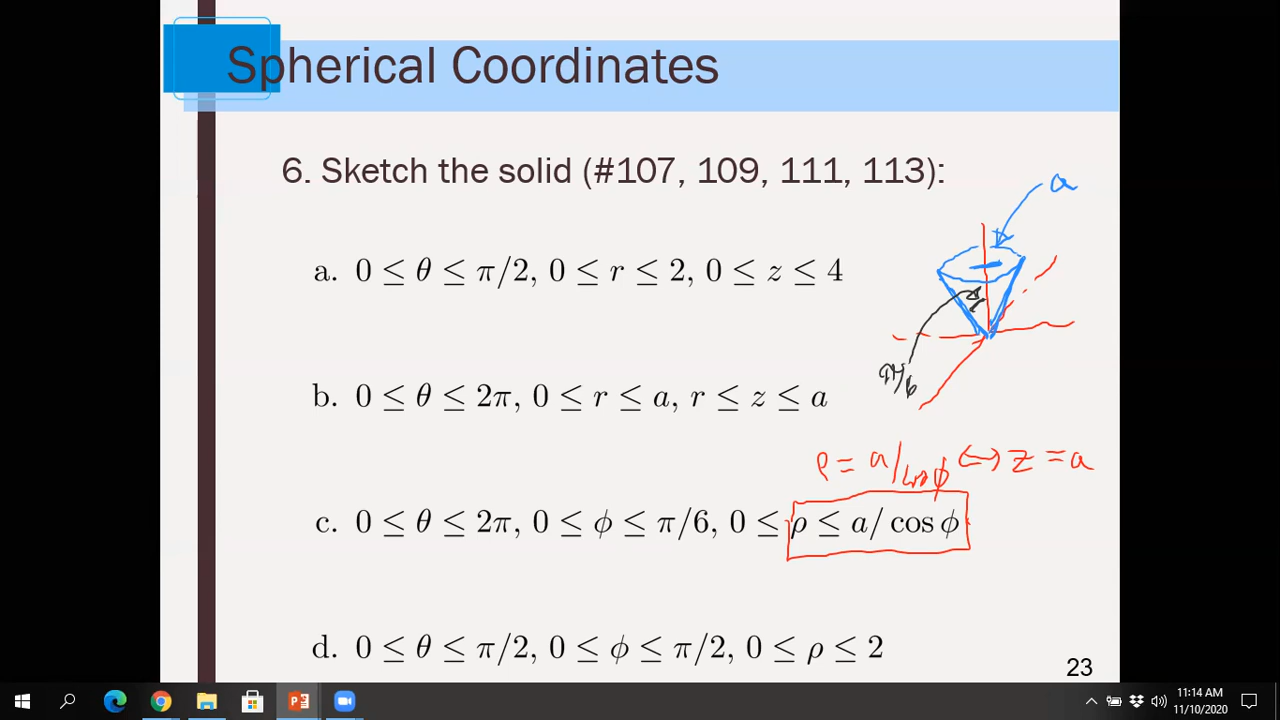 Spherical Coordinates
6. Sketch the solid (#107, 109, 111, 113):
a
a. 0 ≤ θ ≤ π/2, 0 ≤ r ≤ 2, 0 ≤ z ≤ 4
π/6
b. 0 ≤ θ ≤ 2π, 0 ≤ r ≤ a, r ≤ z ≤ a
ρ = a/cos ϕ ⟷ z = a
c. 0 ≤ θ ≤ 2π, 0 ≤ ϕ ≤ π/6, 0 ≤ ρ ≤ a/ cos ϕ
d. 0 ≤ θ ≤ π/2, 0 ≤ ϕ ≤ π/2, 0 ≤ ρ ≤ 2
23
11:14 AM
11/10/2020